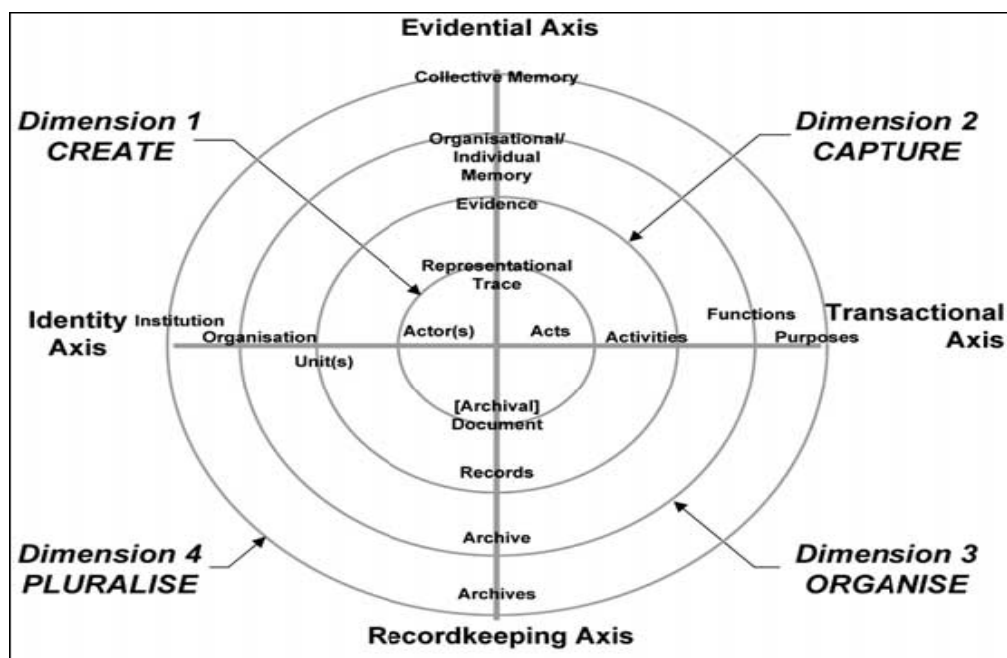 Evidential Axis
Collective Memory
Dimension 1
CREATE
Dimension 2
CAPTURE
Organisational/
Individual
Memory
Evidence
Representational
Trace
Identity
Axis
Institution
Organisation
Unit(s)
Actor(s)
Acts
Activities
Functions
Purposes
Transactional
Axis
[Archival]
Document
Records
Archive
Archives
Dimension 4
PLURALISE
Dimension 3
ORGANISE
Recordkeeping Axis